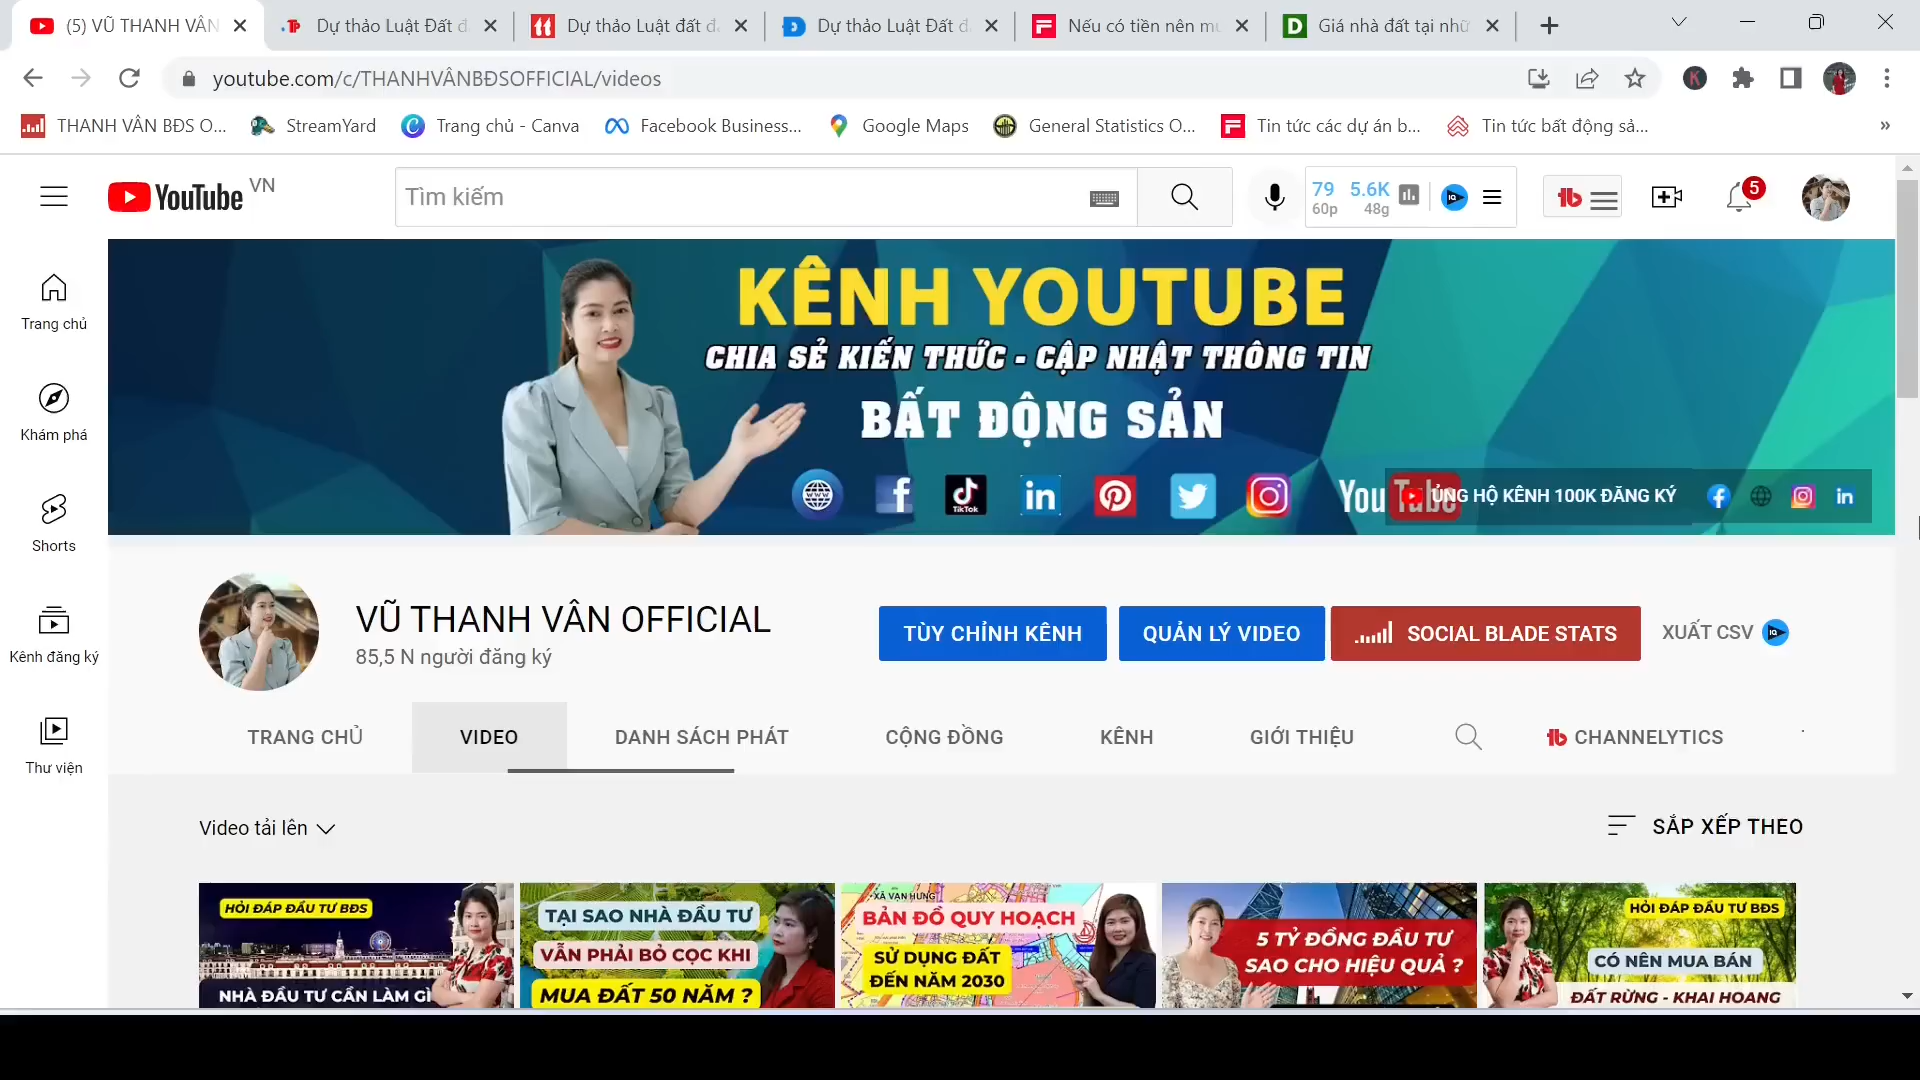 (5) VŨ THANH VÂN
Dự thảo Luật Đất đ
Dự thảo Luật đất đ
Dự thảo Luật Đất đ
Nếu có tiền nên m
Giá nhà đất tại nhữ
youtube.com/c/THANHVÂNBĐSOFFICIAL/videos
THANH VÂN BĐS O...
StreamYard
Trang chủ - Canva
Facebook Business...
Google Maps
General Statistics O...
Tin tức các dự án b...
Tin tức bất động sả...
YouTube VN
Tìm kiếm
79 5.6K
60p 48g
5
Trang chủ
Khám phá
Shorts
Kênh đăng ký
Thư viện
KÊNH YOUTUBE
CHIA SẺ KIẾN THỨC - CẬP NHẬT THÔNG TIN
BẤT ĐỘNG SẢN
TikTok
YouTube
ỦNG HỘ KÊNH 100K ĐĂNG KÝ
VŨ THANH VÂN OFFICIAL
85,5 N người đăng ký
TÙY CHỈNH KÊNH
QUẢN LÝ VIDEO
SOCIAL BLADE STATS
XUẤT CSV
TRANG CHỦ
VIDEO
DANH SÁCH PHÁT
CỘNG ĐỒNG
KÊNH
GIỚI THIỆU
CHANNELYTICS
Video tải lên
SẮP XẾP THEO
HỎI ĐÁP ĐẦU TƯ BĐS
NHÀ ĐẦU TƯ CẦN LÀM GÌ
TẠI SAO NHÀ ĐẦU TƯ
VẪN PHẢI BỎ CỌC KHI
MUA ĐẤT 50 NĂM ?
XÃ VẠN HƯNG
BẢN ĐỒ QUY HOẠCH
SỬ DỤNG ĐẤT
ĐẾN NĂM 2030
5 TỶ ĐỒNG ĐẦU TƯ
SAO CHO HIỆU QUẢ ?
HỎI ĐÁP ĐẦU TƯ BĐS
CÓ NÊN MUA BÁN
ĐẤT RỪNG - KHAI HOANG